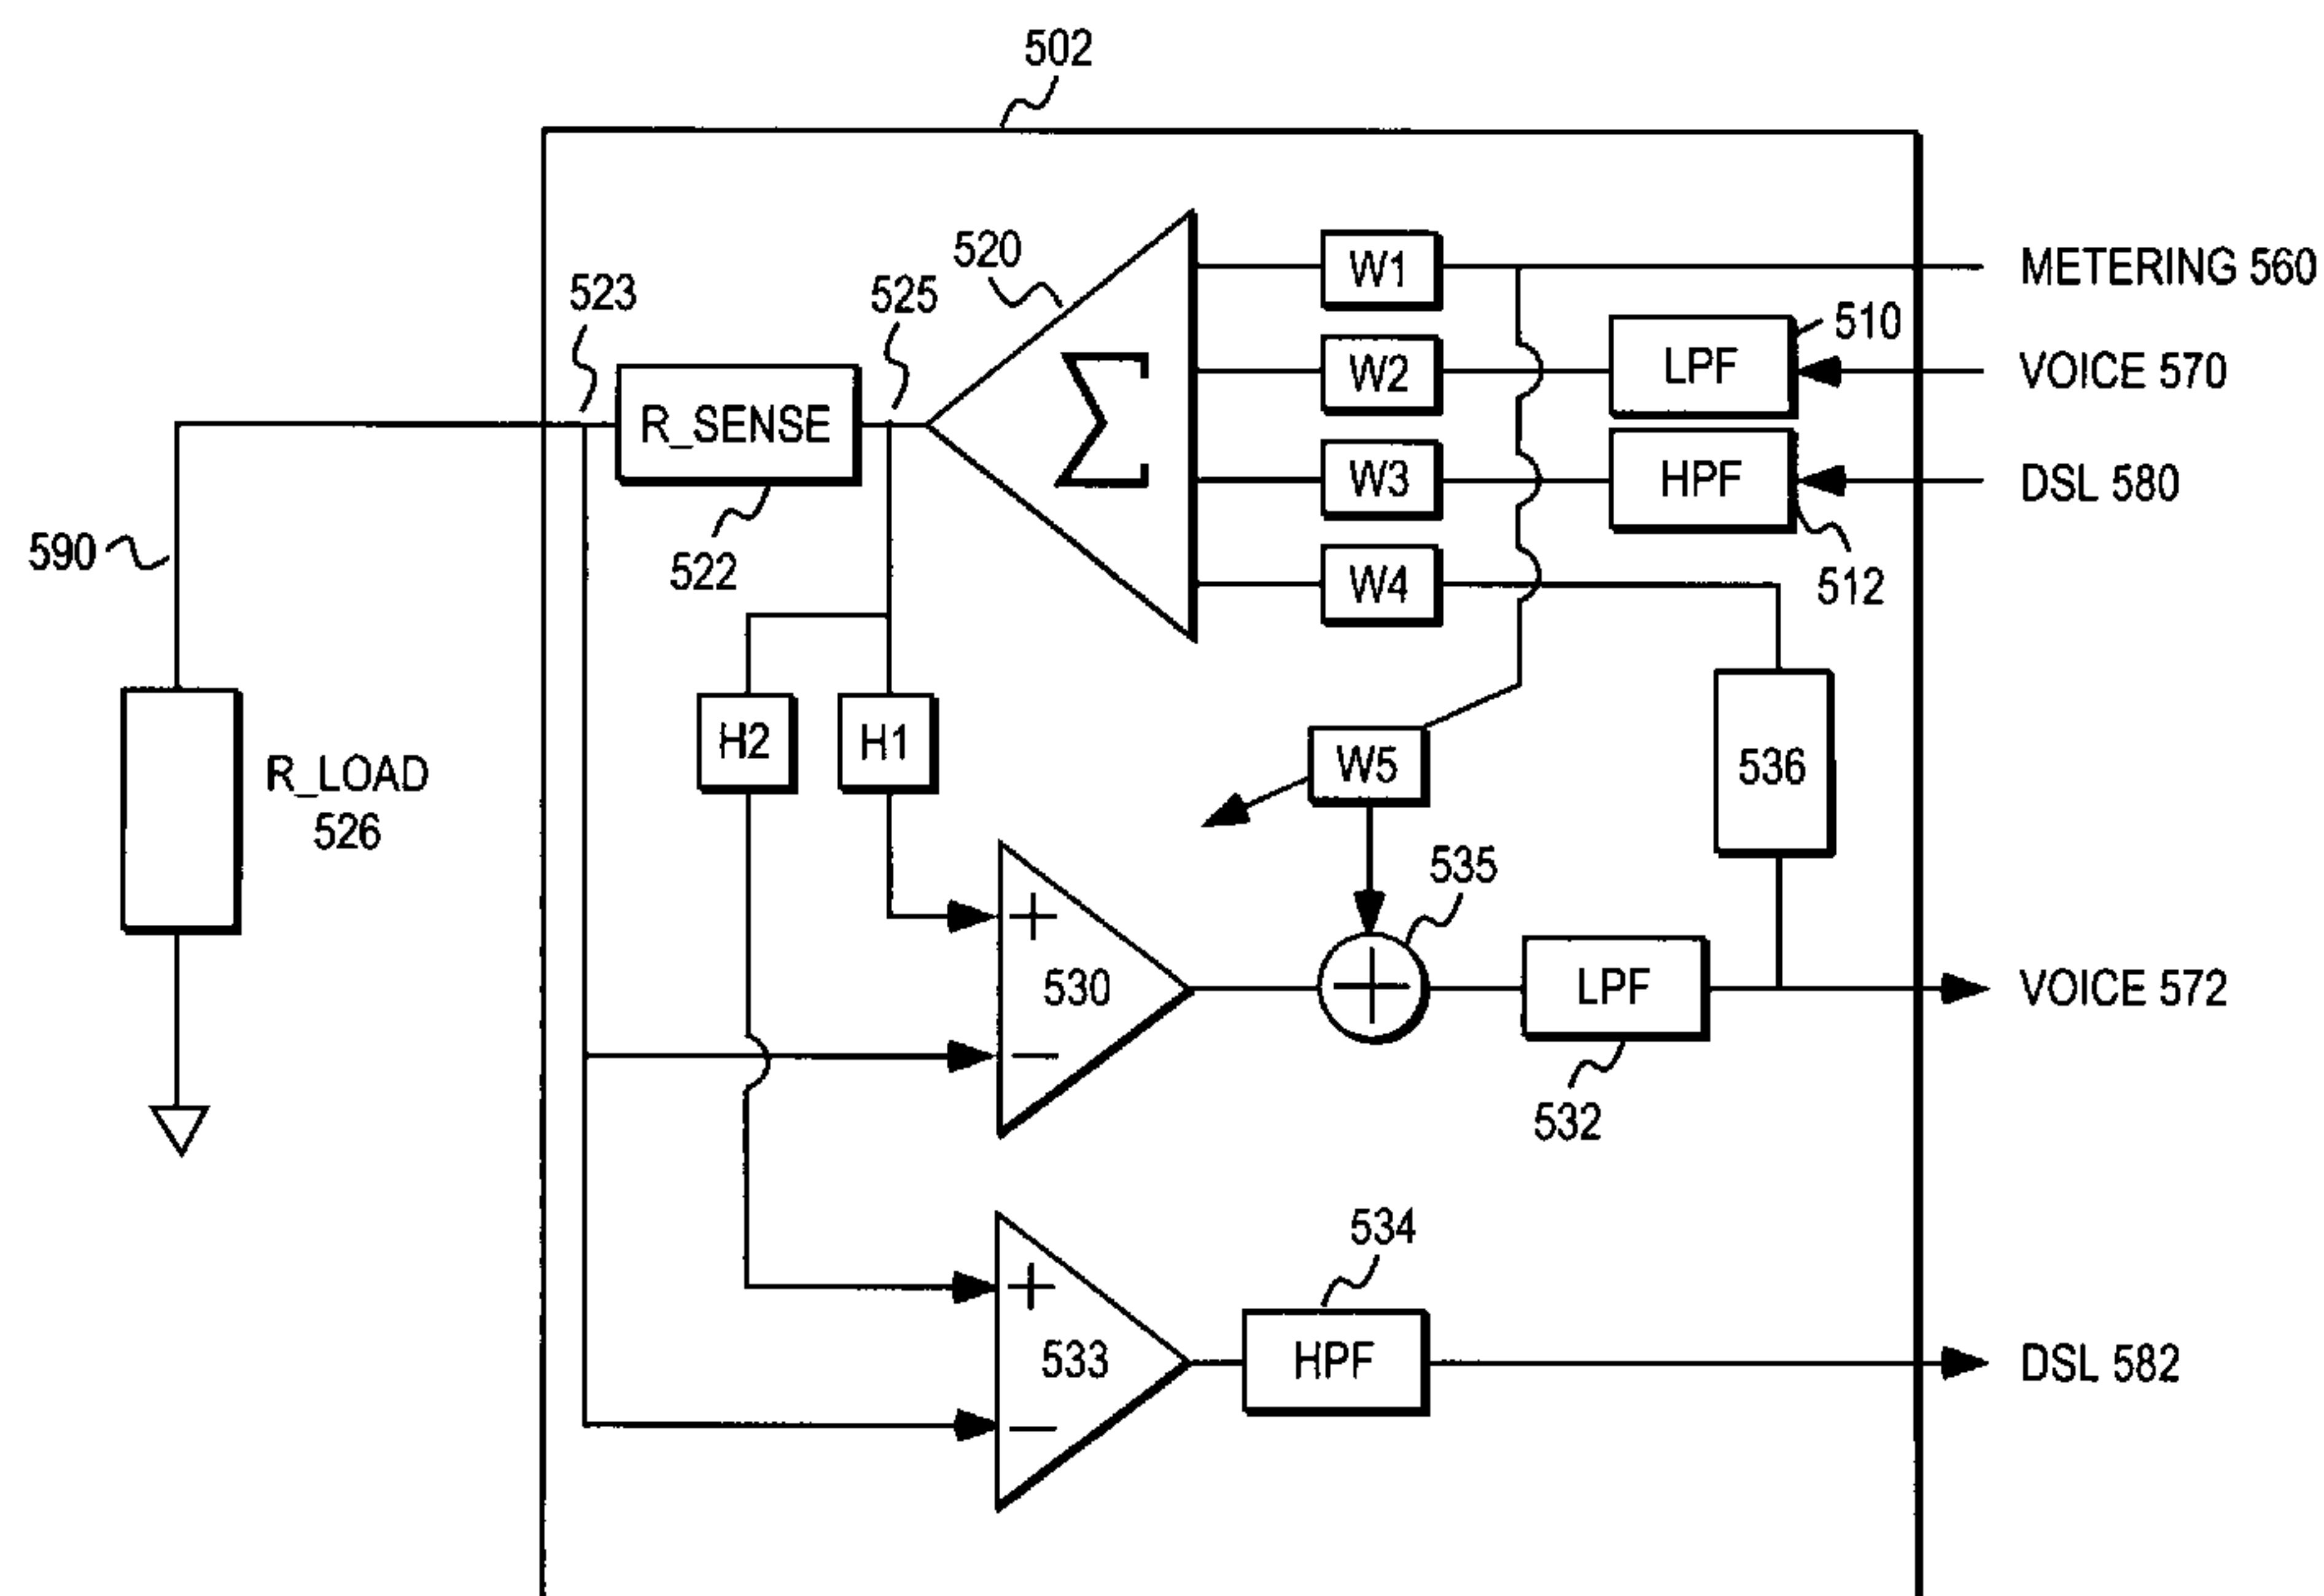 502
520
523
525
W1
METERING 560
LPF
510
W2
VOICE 570
Σ
R_SENSE
W3
HPF
DSL 580
590
522
W4
512
H2
H1
W5
536
R_LOAD
526
535
+
530
+
LPF
VOICE 572
−
532
534
+
533
HPF
DSL 582
−